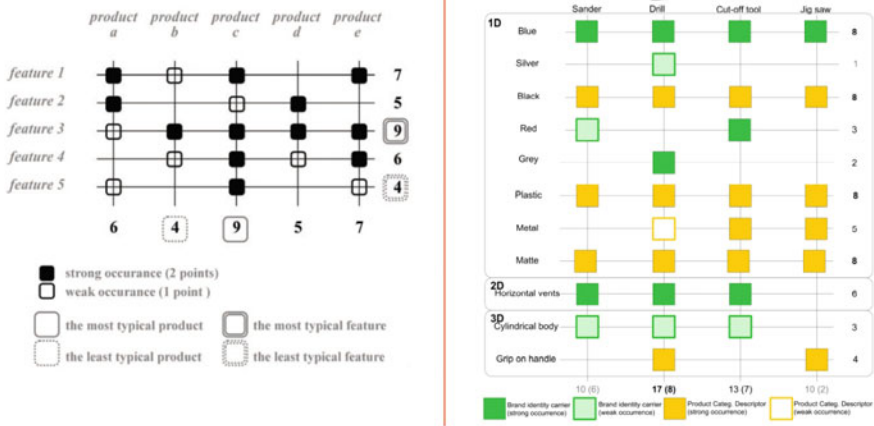 product product product product product
a b c d e
feature 1 7
feature 2 5
feature 3 9
feature 4 6
feature 5 4
6 4 9 5 7
strong occurance (2 points)
weak occurance (1 point )
the most typical product the most typical feature
the least typical product the least typical feature
Sander Drill Cut-off tool Jig saw
1D
Blue 8
Silver 1
Black 8
Red 3
Grey 2
Plastic 8
Metal 5
Matte 8
2D
Horizontal vents 6
3D
Cylindrical body 3
Grip on handle 4
10 (6) 17 (8) 13 (7) 10 (2)
Brand identity carrier Brand identity carrier Product Categ. Descriptor Product Categ. Descriptor
(strong occurrence) (weak occurrence) (strong occurrence) (weak occurrence)